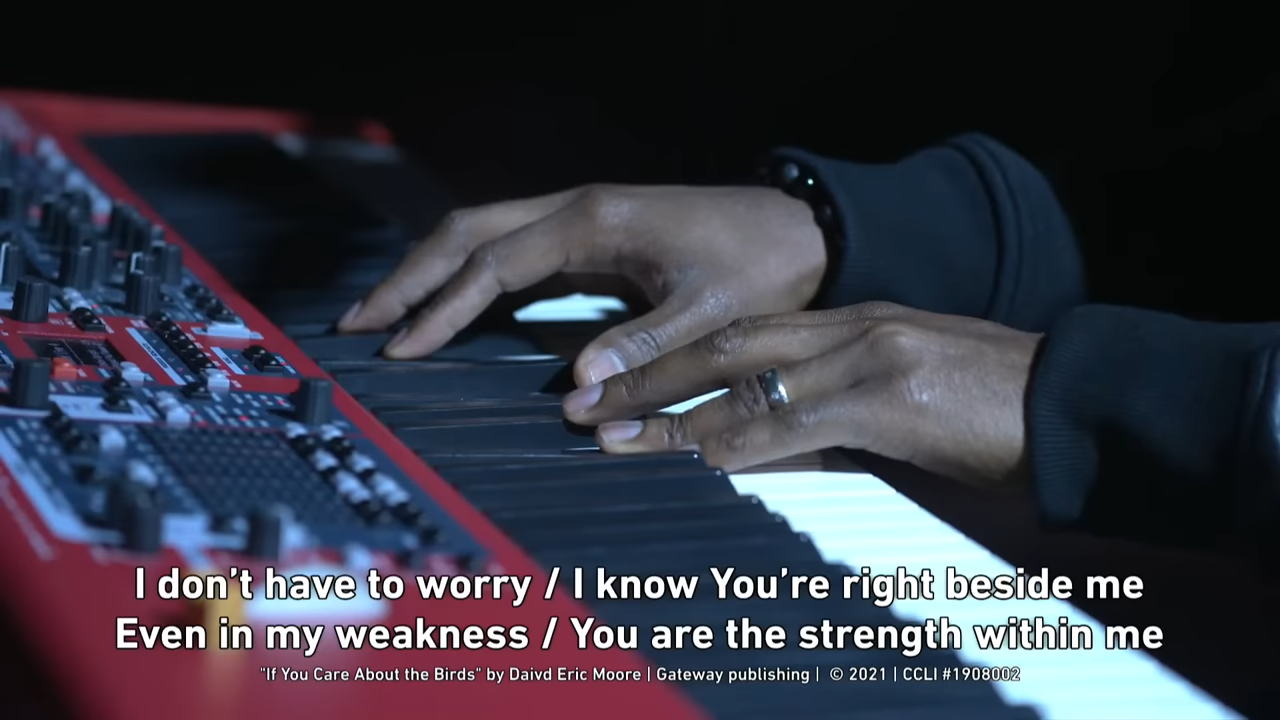 I don't have to worry / I know You're right beside me
Even in my weakness / You are the strength within me
"If You Care About the Birds" by Daivd Eric Moore | Gateway publishing | © 2021 | CCLI #1908002